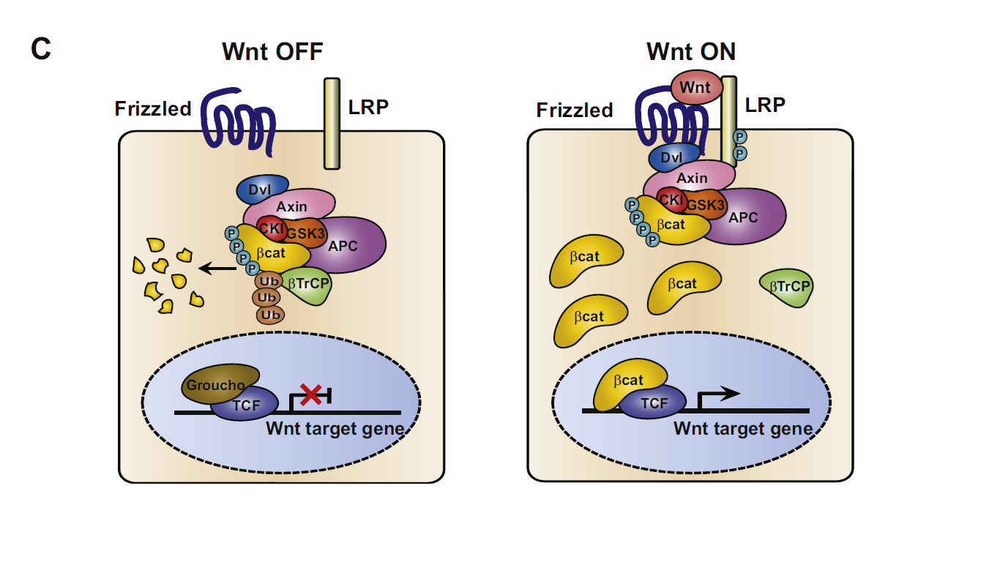 C
Wnt OFF
Frizzled
LRP
Dvl
Axin
CKI
GSK3
APC
P
P
P
P
βcat
Ub
Ub
Ub
βTrCP
Groucho
TCF
Wnt target gene
Wnt ON
Wnt
Frizzled
LRP
P
P
Dvl
Axin
CKI
GSK3
APC
P
P
P
P
βcat
βcat
βcat
βcat
βTrCP
βcat
TCF
Wnt target gene